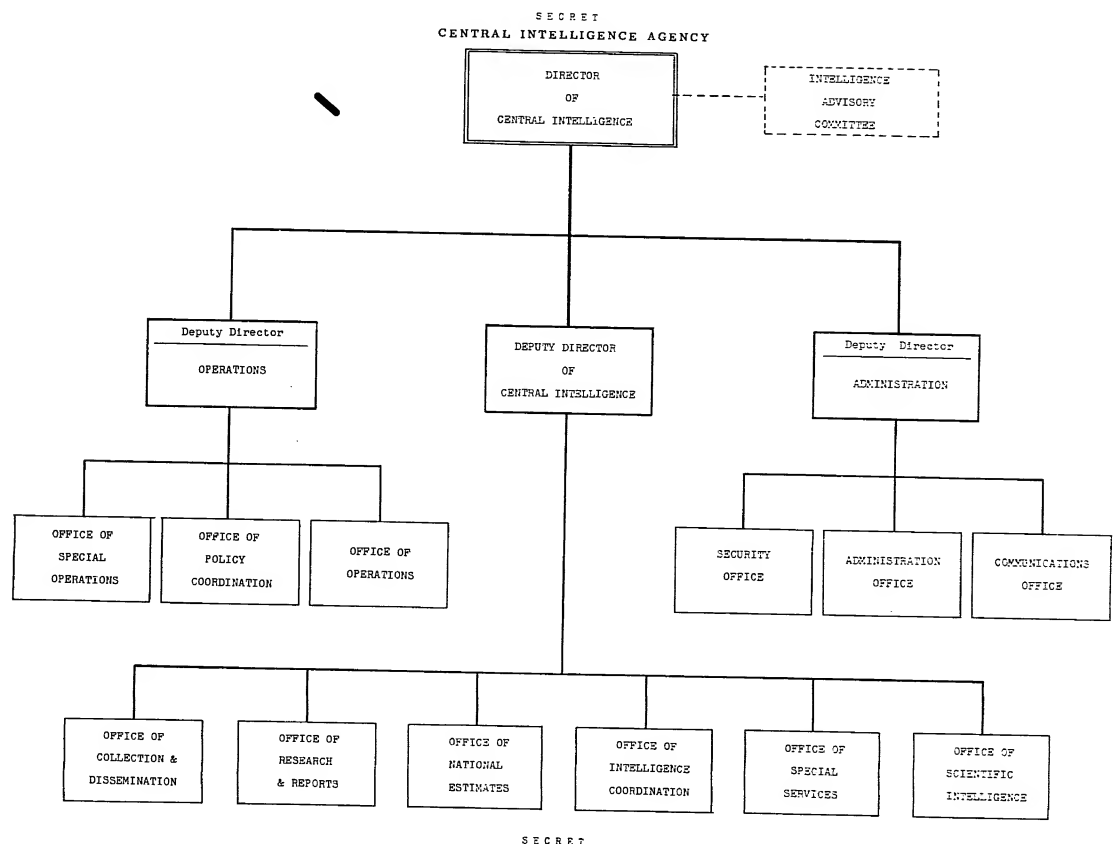 SECRET
CENTRAL INTELLIGENCE AGENCY
DIRECTOR
OF
CENTRAL INTELLIGENCE
INTELLIGENCE
ADVISORY
COMMITTEE
Deputy Director
OPERATIONS
DEPUTY DIRECTOR
OF
CENTRAL INTELLIGENCE
Deputy Director
ADMINISTRATION
OFFICE OF
SPECIAL
OPERATIONS
OFFICE OF
POLICY
COORDINATION
OFFICE OF
OPERATIONS
SECURITY
OFFICE
ADMINISTRATION
OFFICE
COMMUNICATIONS
OFFICE
OFFICE OF
COLLECTION &
DISSEMINATION
OFFICE OF
RESEARCH
& REPORTS
OFFICE OF
NATIONAL
ESTIMATES
OFFICE OF
INTELLIGENCE
COORDINATION
OFFICE OF
SPECIAL
SERVICES
OFFICE OF
SCIENTIFIC
INTELLIGENCE
SECRET